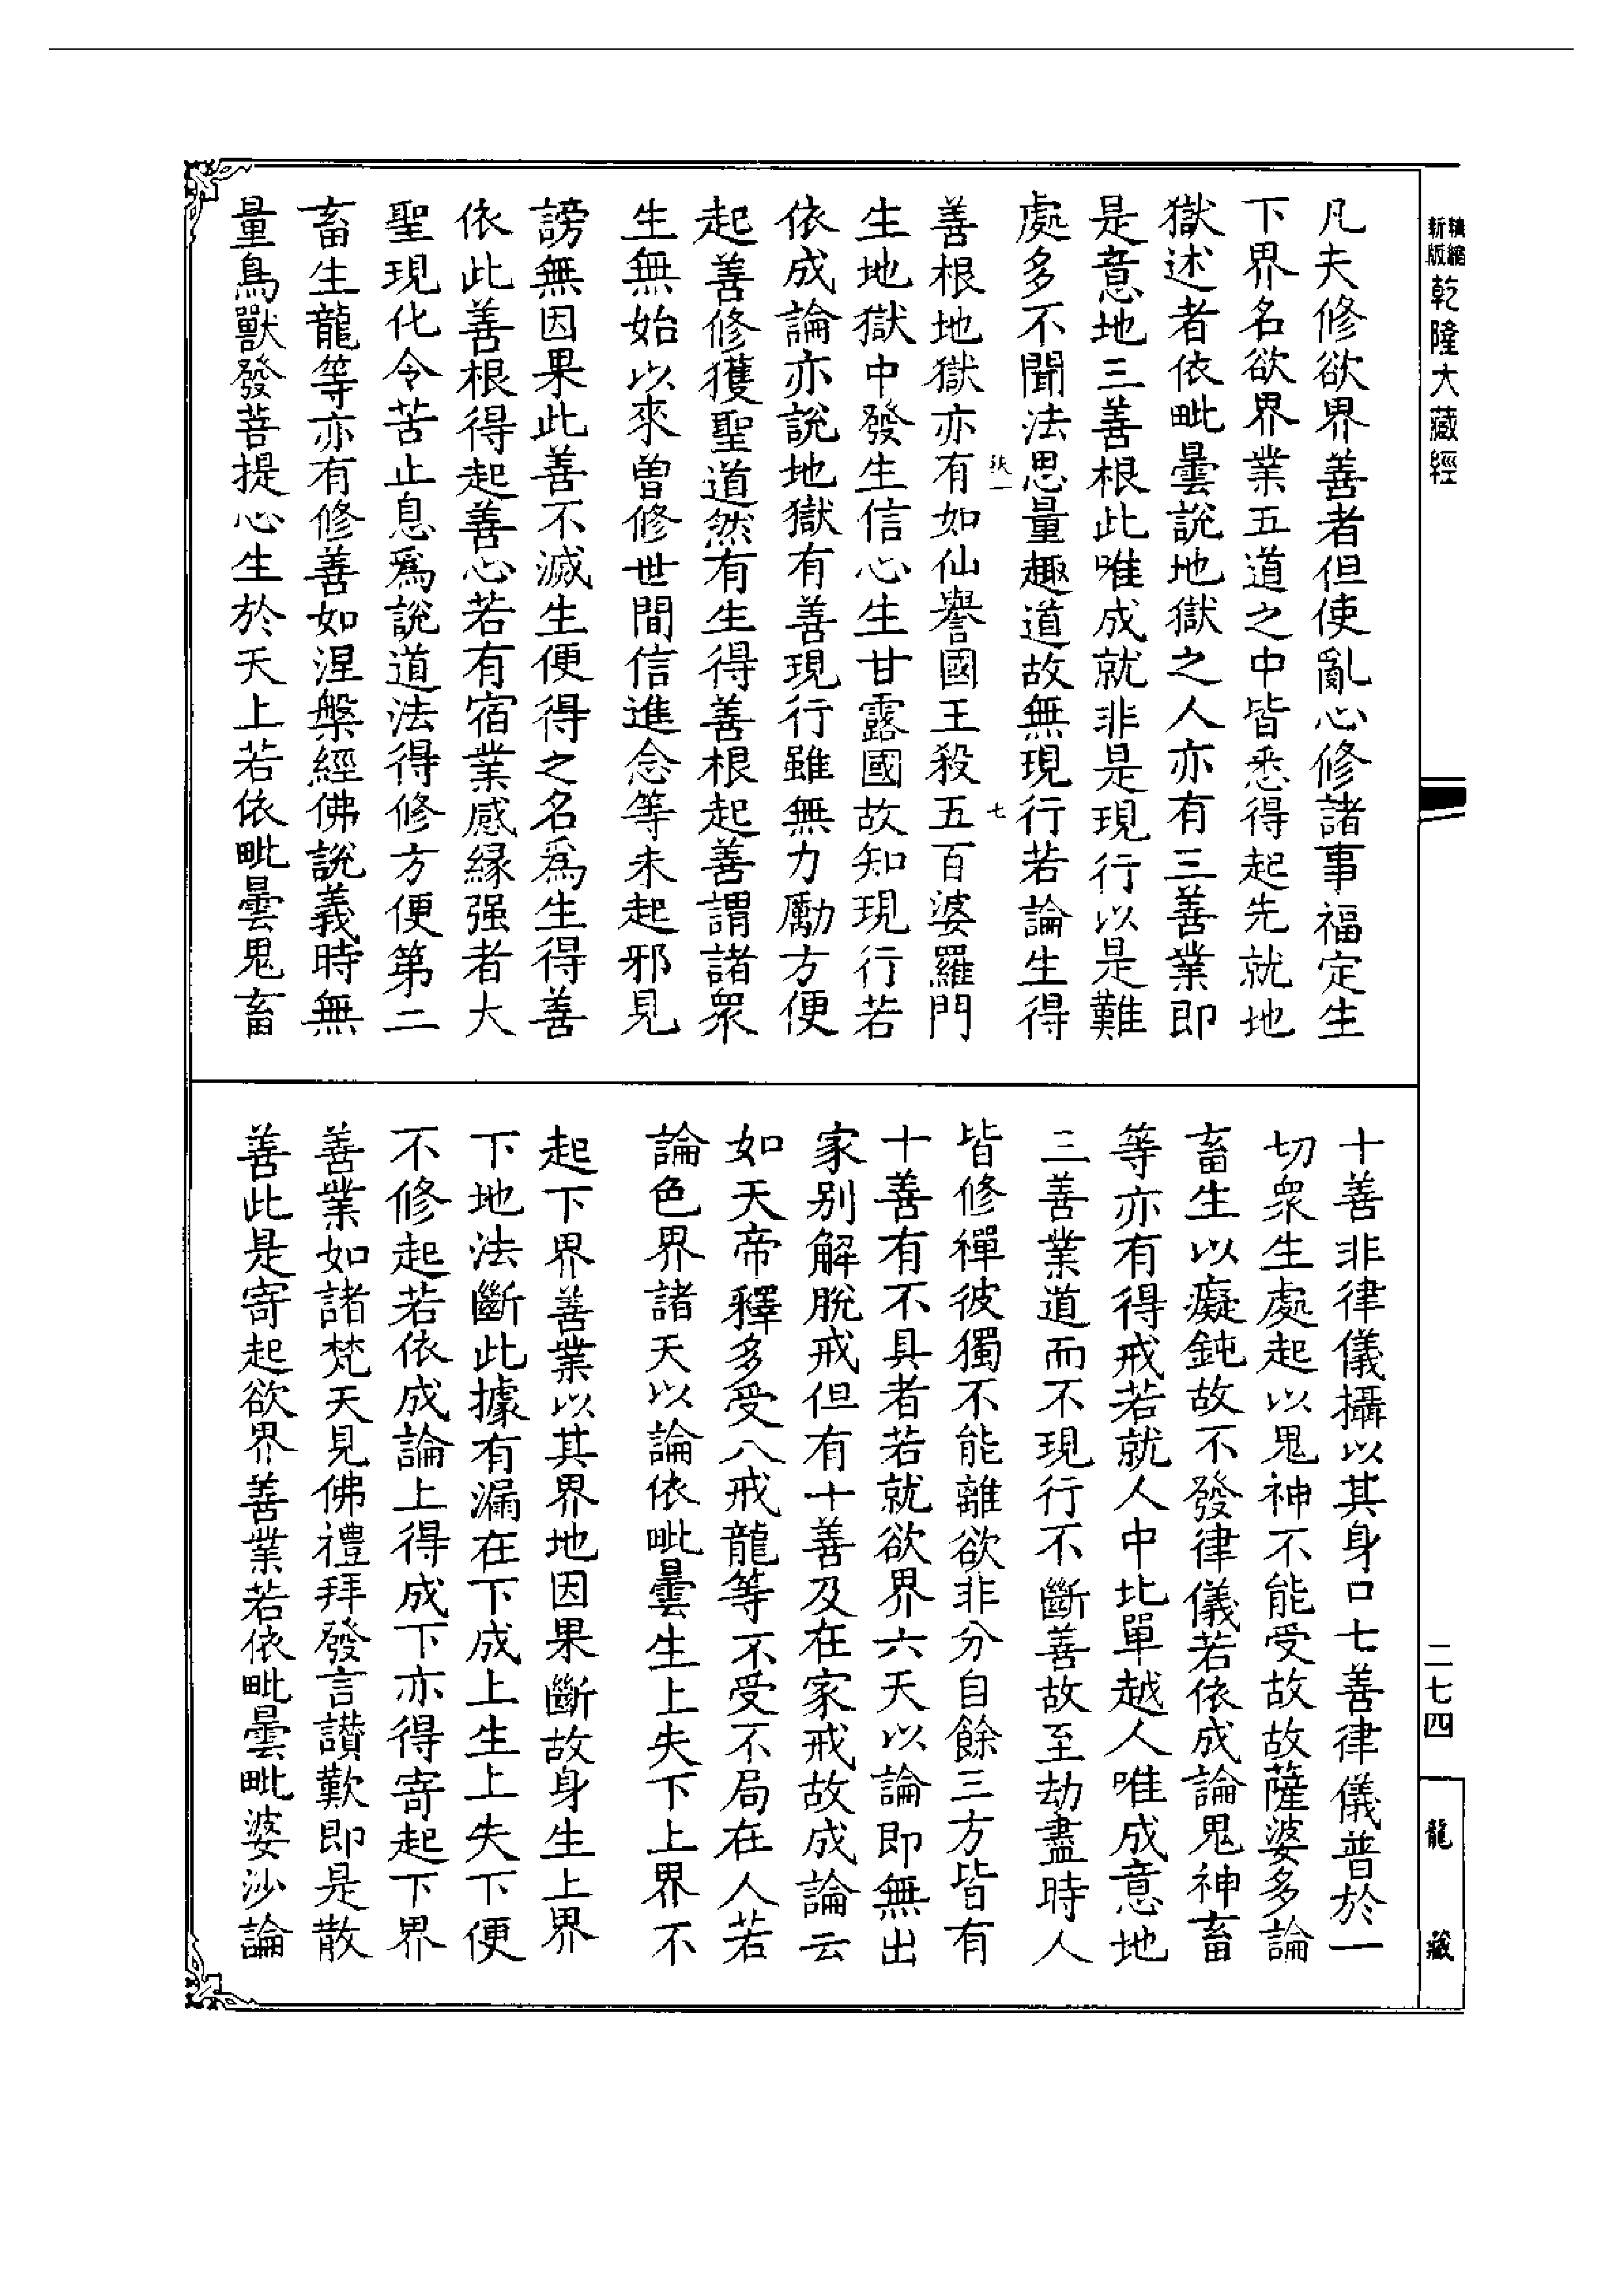 精縮
新版
乾隆大藏經
凡夫修欲界善者但使亂心修諸事福定生
下界名欲界業五道之中皆悉得起先就地
獄述者依毗曇說地獄之人亦有三善業即
是意地三善根此唯成就非是現行以是難
處多不聞法思量趣道故無現行若論生得
七
善根地獄亦有如仙譽國王殺五百婆羅門
生地獄中發生信心生甘露國故知現行若
依成論亦說地獄有善現行雖無力勵方便
起善修獲聖道然有生得善根起善謂諸衆
生無始以來曾修世間信進念等未起邪見
謗無因果此善不滅生便得之名爲生得善
依此善根得起善心若有宿業感緣强者大
聖現化令苦止息爲說道法得修方便第二
畜生龍等亦有修善如涅槃經佛說義時無
量鳥獸發菩提心生於天上若依毗曇鬼畜
十善非律儀攝以其身口七善律儀普於一
切衆生處起以鬼神不能受故故薩婆多論
畜生以癡鈍故不發律儀若依成論鬼神畜
等亦有得戒若就人中北單越人唯成意地
三善業道而不現行不斷善故至劫盡時人
皆修禪彼獨不能離欲非分自餘三方皆有
十善有不具者若就欲界六天以論即無出
家别解脫戒但有十善及在家戒故成論云
如天帝釋多受八戒龍等不受不局在人若
論色界諸天以論依毗曇生上失下上界不
起下界善業以其界地因果斷故身生上界
下地法斷此據有漏在下成上生上失下便
不修起若依成論上得成下亦得寄起下界
善業如諸梵天見佛禮拜發言讃歎即是散
善此是寄起欲界善業若依毗曇毗婆沙論
二七四
龍藏